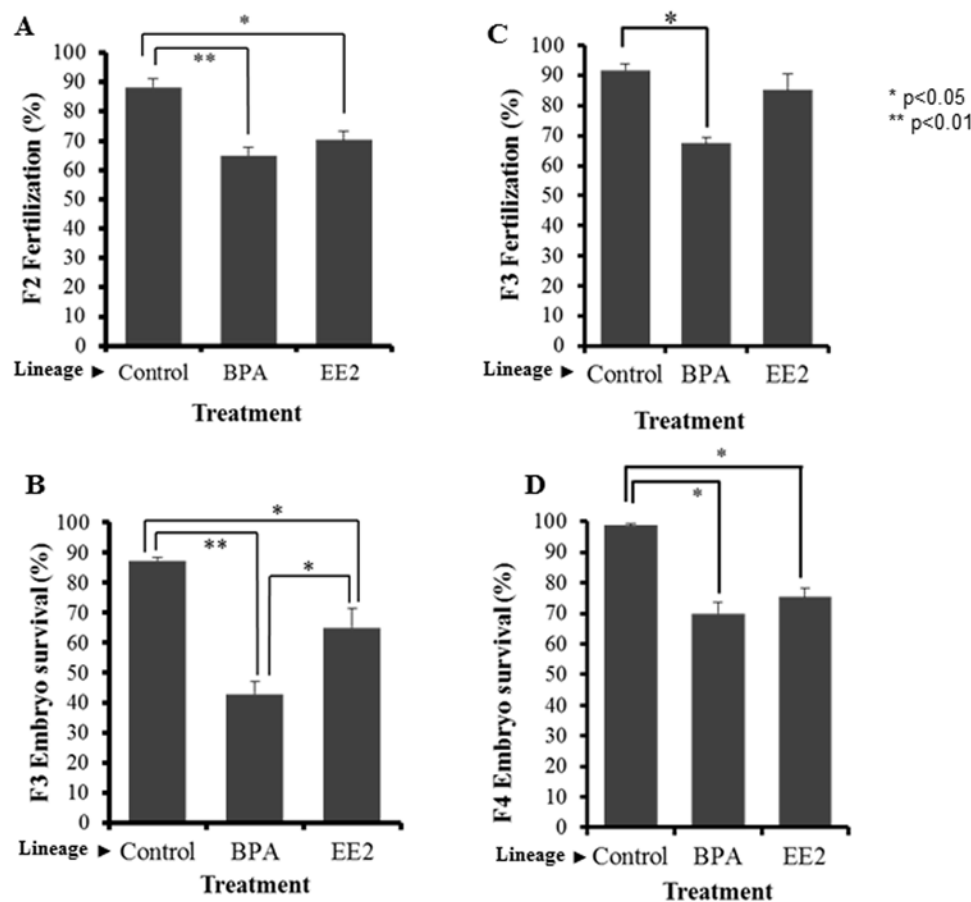 A
F2 Fertilization (%)
100
90
80
70
60
50
40
30
20
10
0
*
**
Lineage ► Control BPA EE2
Treatment
C
F3 Fertilization (%)
100
90
80
70
60
50
40
30
20
10
0
*
Lineage ► Control BPA EE2
Treatment
* p<0.05
** p<0.01
B
F3 Embryo survival (%)
100
90
80
70
60
50
40
30
20
10
0
*
**
*
Lineage ► Control BPA EE2
Treatment
D
F4 Embryo survival (%)
100
90
80
70
60
50
40
30
20
10
0
*
*
Lineage ► Control BPA EE2
Treatment